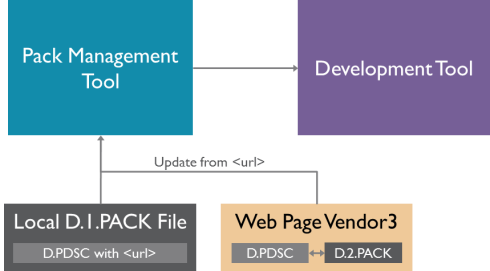 Pack Management
Tool
Development Tool
Update from <url>
Local D.1.PACK File
Web Page Vendor3
D.PDSC with <url>
D.PDSC
D.2.PACK